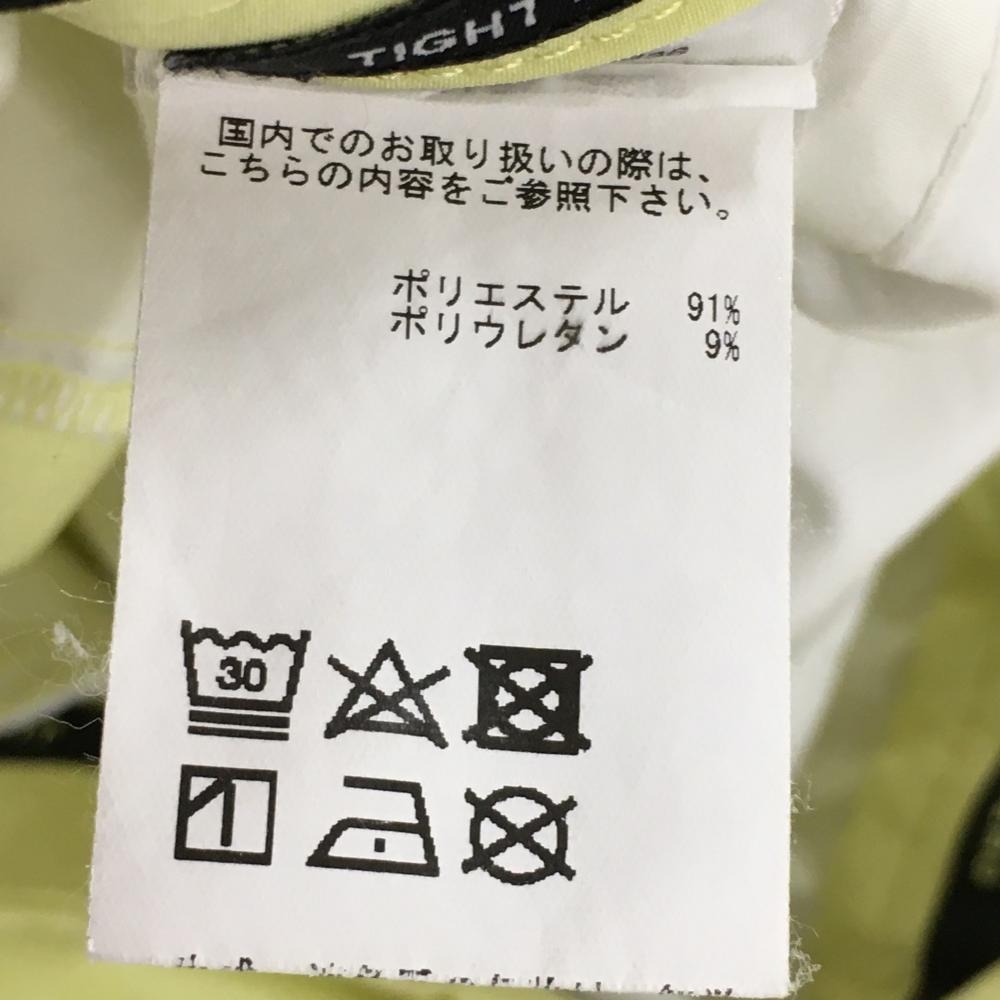 TIGHT
国内でのお取り扱いの際は、
こちらの内容をご参照下さい。
ポリエステル 91%
ポリウレタン 9%
30